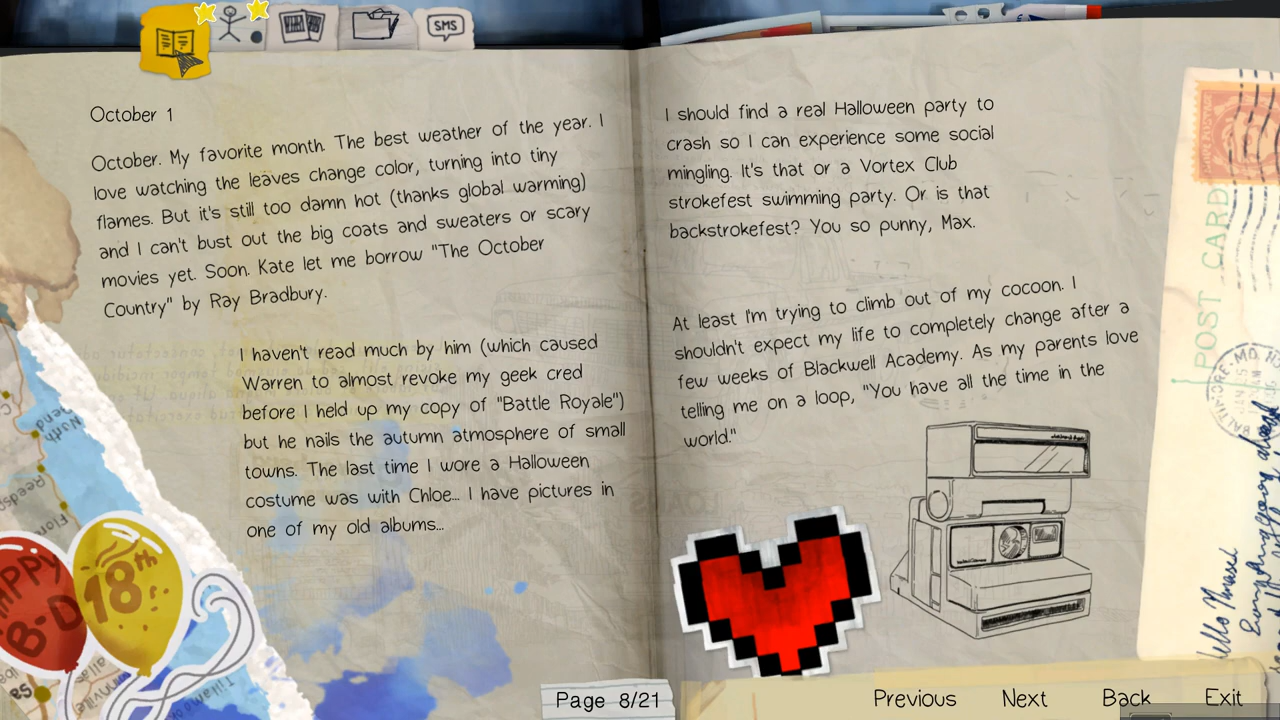 SMS
October 1
October. My favorite month. The best weather of the year. I
love watching the leaves change color, turning into tiny
flames. But it's still too damn hot (thanks global warming)
and I can't bust out the big coats and sweaters or scary
movies yet. Soon. Kate let me borrow "The October
Country" by Ray Bradbury.
I haven't read much by him (which caused
Warren to almost revoke my geek cred
before I held up my copy of "Battle Royale")
but he nails the autumn atmosphere of small
towns. The last time I wore a Halloween
costume was with Chloe... I have pictures in
one of my old albums...
I should find a real Halloween party to
crash so I can experience some social
mingling. It's that or a Vortex Club
strokefest swimming party. Or is that
backstrokefest? You so punny, Max.
At least I'm trying to climb out of my cocoon. I
shouldn't expect my life to completely change after a
few weeks of Blackwell Academy. As my parents love
telling me on a loop, "You have all the time in the
world."
POST CARD
North
Bend
B-D
18th
Page 8/21
Previous
Next
Back
Exit